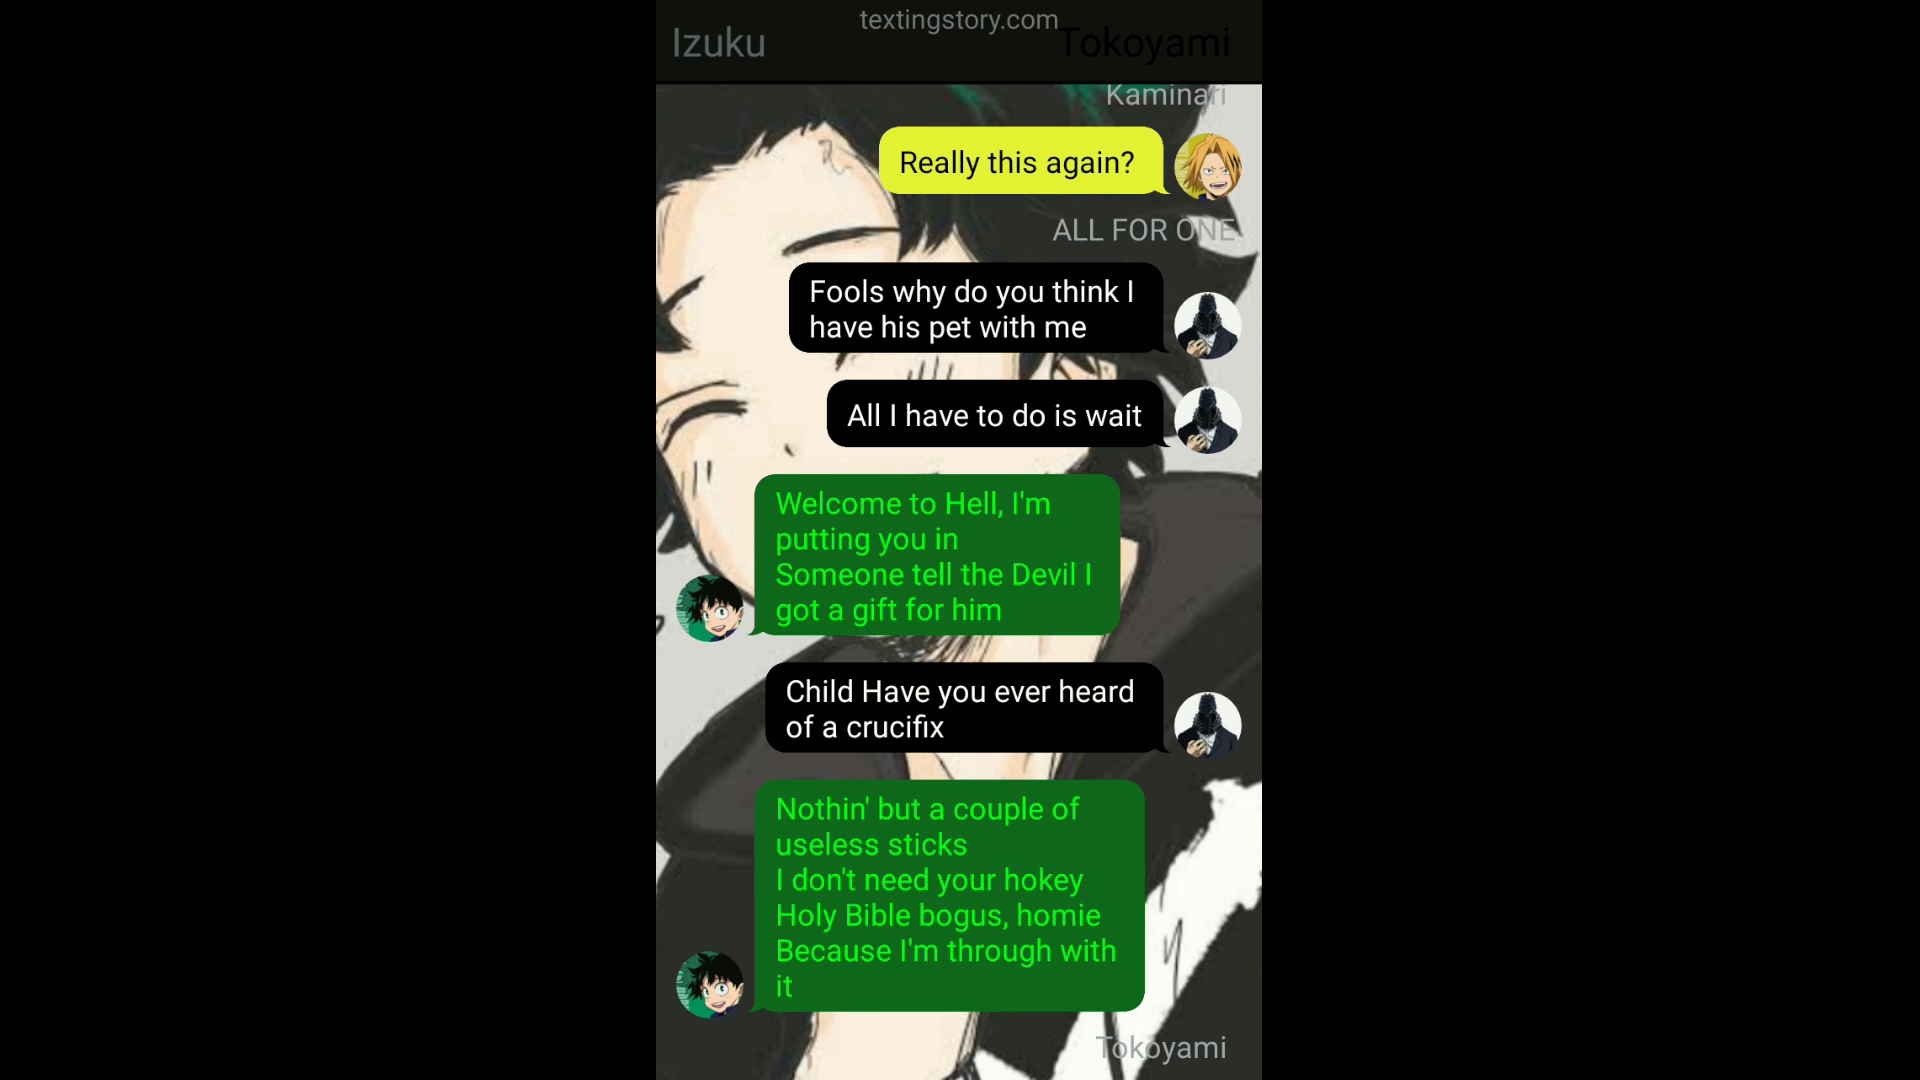 textingstory.com
Izuku
Tokoyami
Kaminari
Really this again?
ALL FOR ONE
Fools why do you think I
have his pet with me
All I have to do is wait
Welcome to Hell, I'm
putting you in
Someone tell the Devil I
got a gift for him
Child Have you ever heard
of a crucifix
Nothin' but a couple of
useless sticks
I don't need your hokey
Holy Bible bogus, homie
Because I'm through with
it
Tokoyami